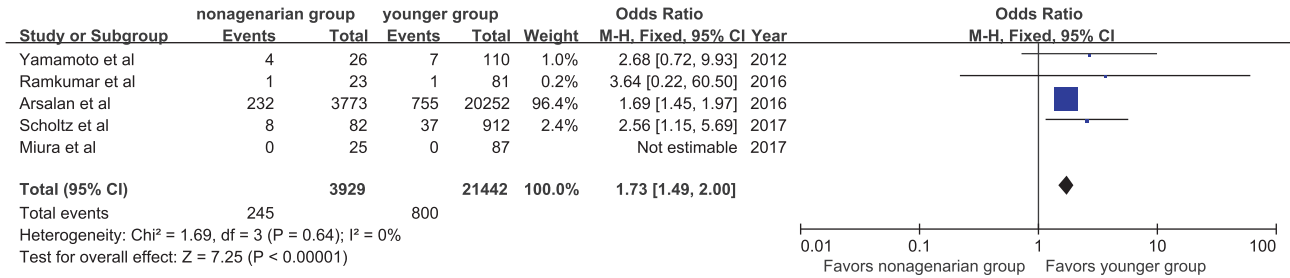 nonagenarian group younger group Odds Ratio Odds Ratio
Study or Subgroup Events Total Events Total Weight M-H, Fixed, 95% CI Year M-H, Fixed, 95% CI
Yamamoto et al 4 26 7 110 1.0% 2.68 [0.72, 9.93] 2012
Ramkumar et al 1 23 1 81 0.2% 3.64 [0.22, 60.50] 2016
Arsalan et al 232 3773 755 20252 96.4% 1.69 [1.45, 1.97] 2016
Scholtz et al 8 82 37 912 2.4% 2.56 [1.15, 5.69] 2017
Miura et al 0 25 0 87 Not estimable 2017
Total (95% CI) 3929 21442 100.0% 1.73 [1.49, 2.00]
Total events 245 800
Heterogeneity: Chi² = 1.69, df = 3 (P = 0.64); I² = 0%
Test for overall effect: Z = 7.25 (P < 0.00001)
0.01 0.1 1 10 100
Favors nonagenarian group Favors younger group